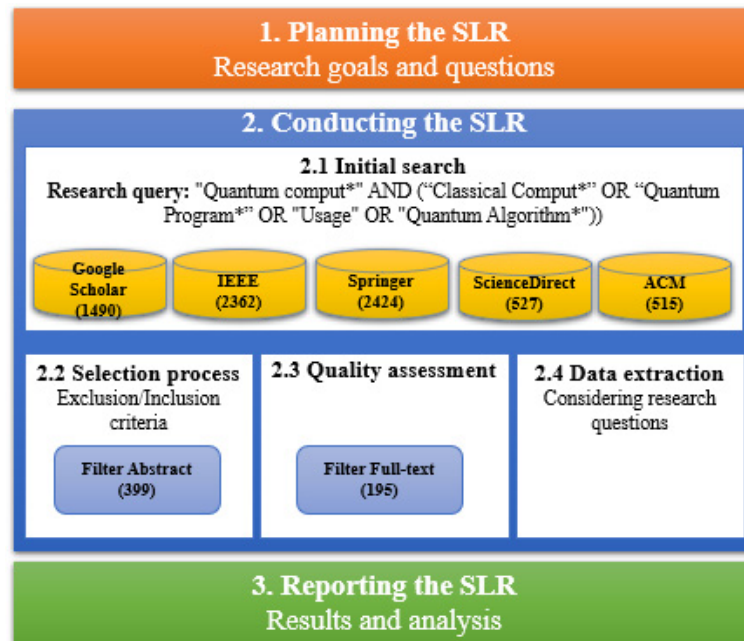 1. Planning the SLR
Research goals and questions
2. Conducting the SLR
2.1 Initial search
Research query: "Quantum comput*" AND (“Classical Comput*” OR “Quantum
Program*” OR "Usage" OR "Quantum Algorithm*"))
Google
Scholar
(1490)
IEEE
(2362)
Springer
(2424)
ScienceDirect
(527)
ACM
(515)
2.2 Selection process
Exclusion/Inclusion
criteria
Filter Abstract
(399)
2.3 Quality assessment
Filter Full-text
(195)
2.4 Data extraction
Considering research
questions
3. Reporting the SLR
Results and analysis